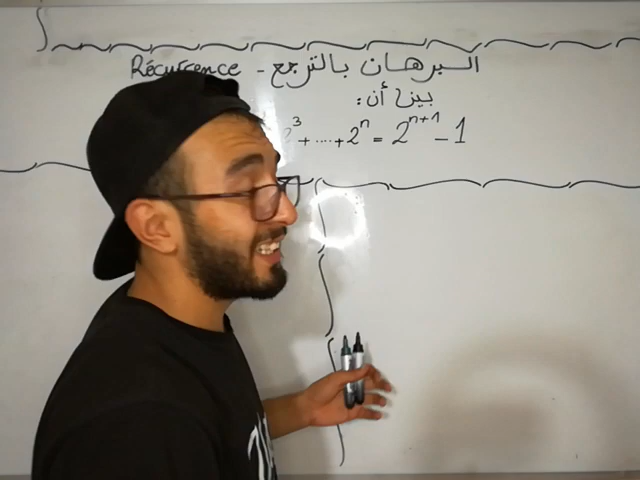 البرهان بالترجع - Récurrence
بين أن:
2³ + .... + 2ⁿ = 2ⁿ⁺¹ - 1